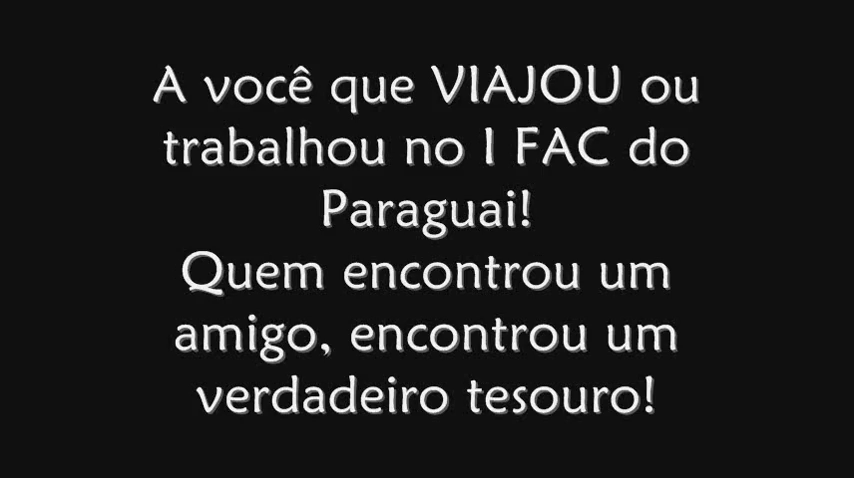 A você que VIAJOU ou
trabalhou no I FAC do
Paraguai!
Quem encontrou um
amigo, encontrou um
verdadeiro tesouro!